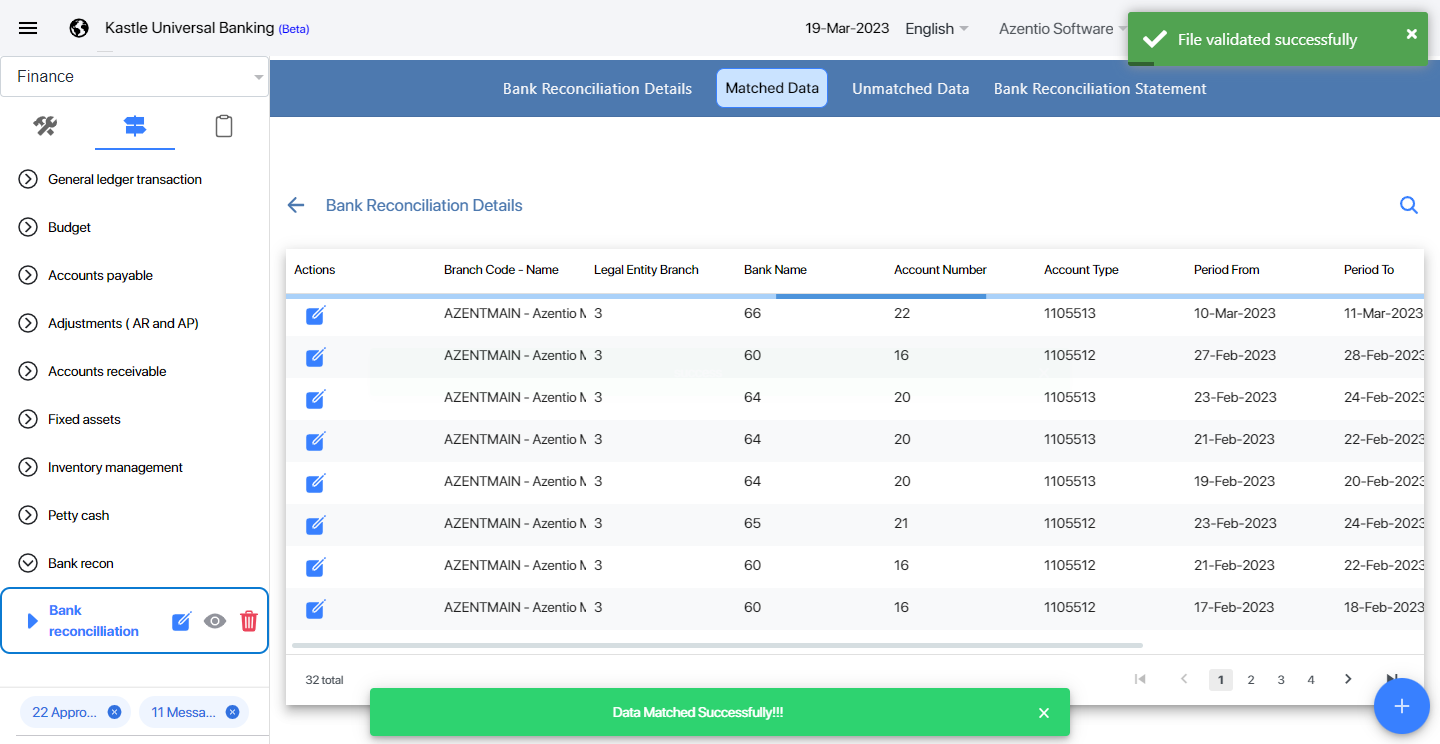 Kastle Universal Banking (Beta)
19-Mar-2023
English
Azentio Software
File validated successfully
Finance
Bank Reconciliation Details
Matched Data
Unmatched Data
Bank Reconciliation Statement
General ledger transaction
Budget
Accounts payable
Adjustments ( AR and AP)
Accounts receivable
Fixed assets
Inventory management
Petty cash
Bank recon
Bank
reconcilliation
22 Appro...
11 Messa...
Bank Reconciliation Details
Actions Branch Code - Name Legal Entity Branch Bank Name Account Number Account Type Period From Period To
AZENTMAIN - Azentio M 3 66 22 1105513 10-Mar-2023 11-Mar-2023
AZENTMAIN - Azentio M 3 60 16 1105512 27-Feb-2023 28-Feb-2023
AZENTMAIN - Azentio M 3 64 20 1105513 23-Feb-2023 24-Feb-2023
AZENTMAIN - Azentio M 3 64 20 1105513 21-Feb-2023 22-Feb-2023
AZENTMAIN - Azentio M 3 64 20 1105513 19-Feb-2023 20-Feb-2023
AZENTMAIN - Azentio M 3 65 21 1105512 23-Feb-2023 24-Feb-2023
AZENTMAIN - Azentio M 3 60 16 1105512 21-Feb-2023 22-Feb-2023
AZENTMAIN - Azentio M 3 60 16 1105512 17-Feb-2023 18-Feb-2023
32 total
1 2 3 4
Data Matched Successfully!!!